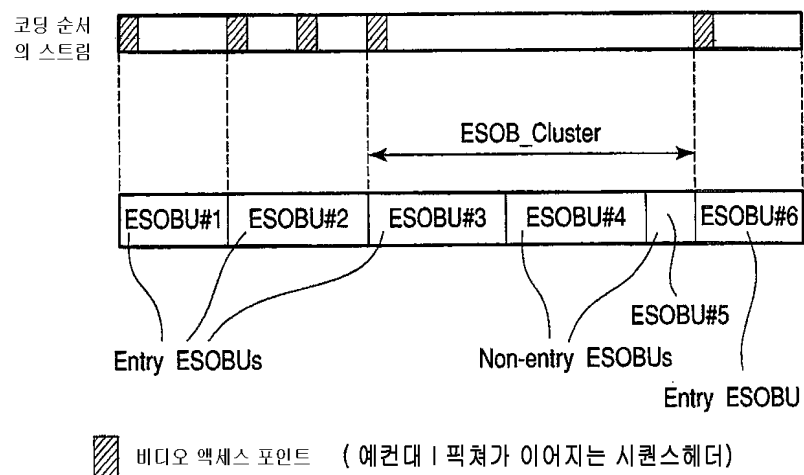 코딩 순서
의 스트림
ESOB_Cluster
ESOBU#1 ESOBU#2 ESOBU#3 ESOBU#4 ESOBU#6
ESOBU#5
Entry ESOBUs
Non-entry ESOBUs
Entry ESOBU
비디오 액세스 포인트 ( 예컨대 I 픽쳐가 이어지는 시퀀스헤더)